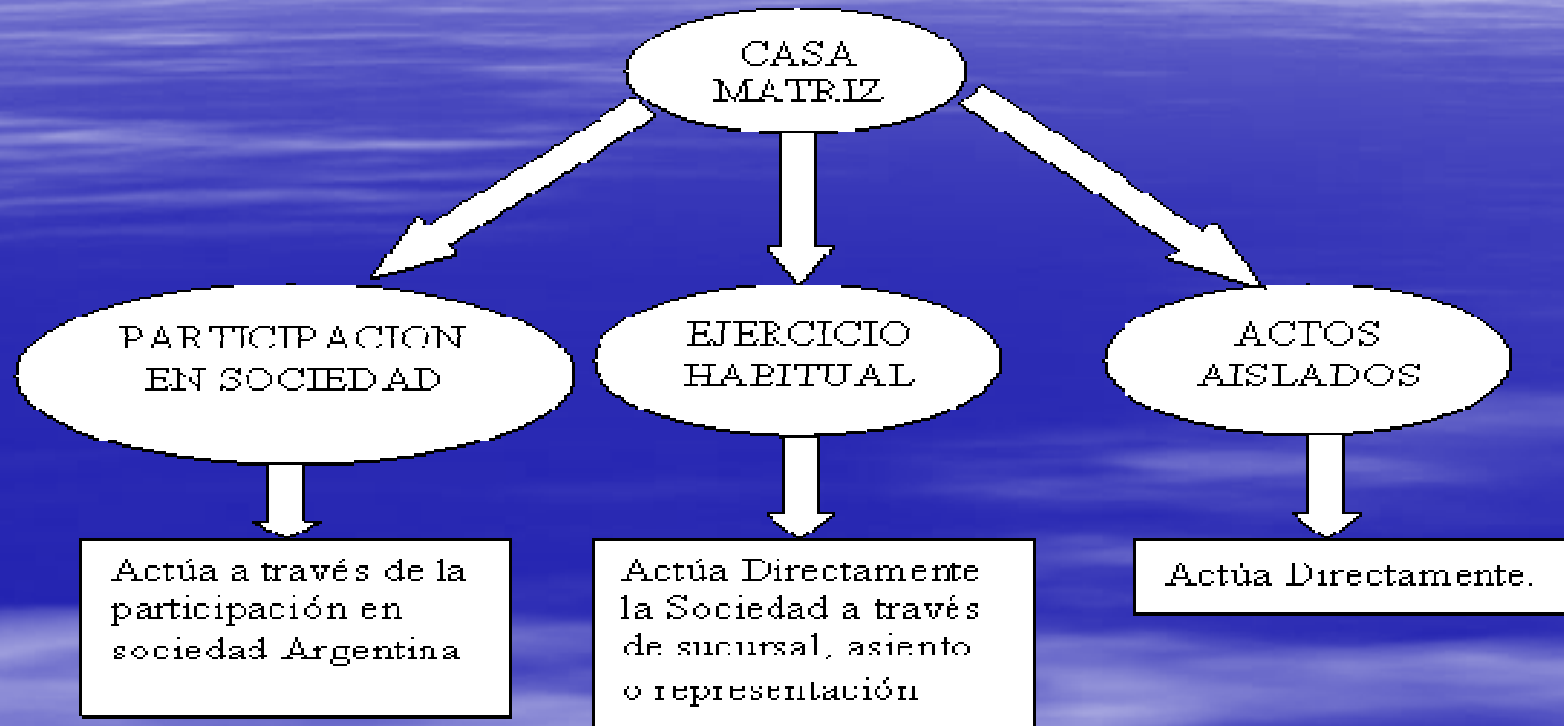 CASA
MATRIZ
PARTICIPACION
EN SOCIEDAD
EJERCICIO
HABITUAL
ACTOS
AISLADOS
Actúa a través de la
participación en
sociedad Argentina
Actúa Directamente
la Sociedad a través
de sucursal, asiento
o representación
Actúa Directamente.